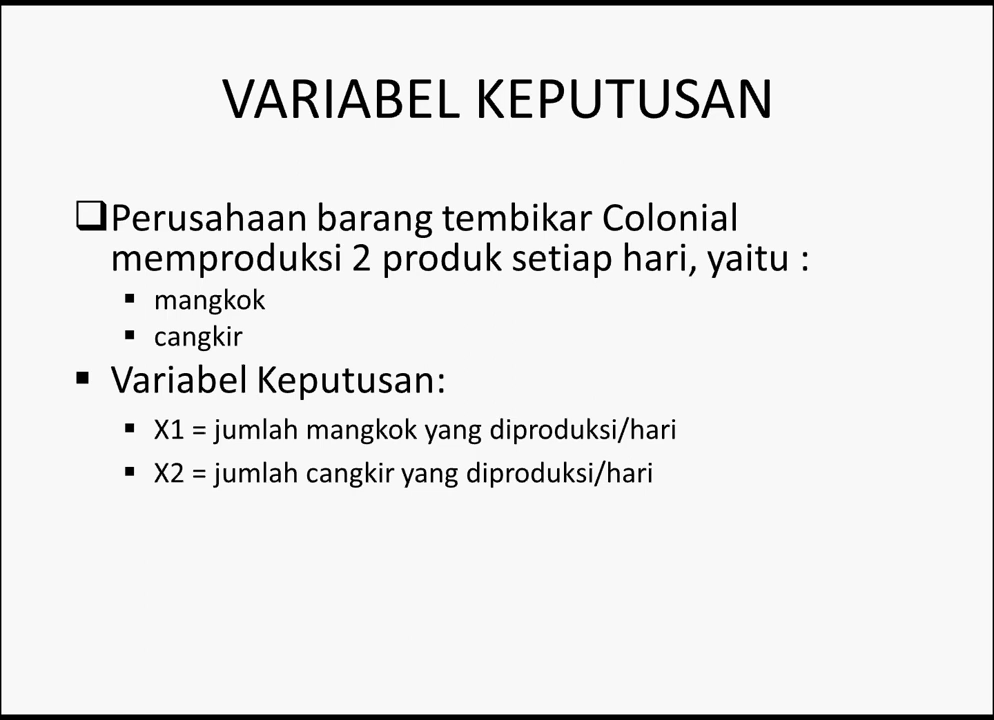 VARIABEL KEPUTUSAN
❑Perusahaan barang tembikar Colonial
memproduksi 2 produk setiap hari, yaitu :
▪ mangkok
▪ cangkir
▪ Variabel Keputusan:
▪ X1 = jumlah mangkok yang diproduksi/hari
▪ X2 = jumlah cangkir yang diproduksi/hari